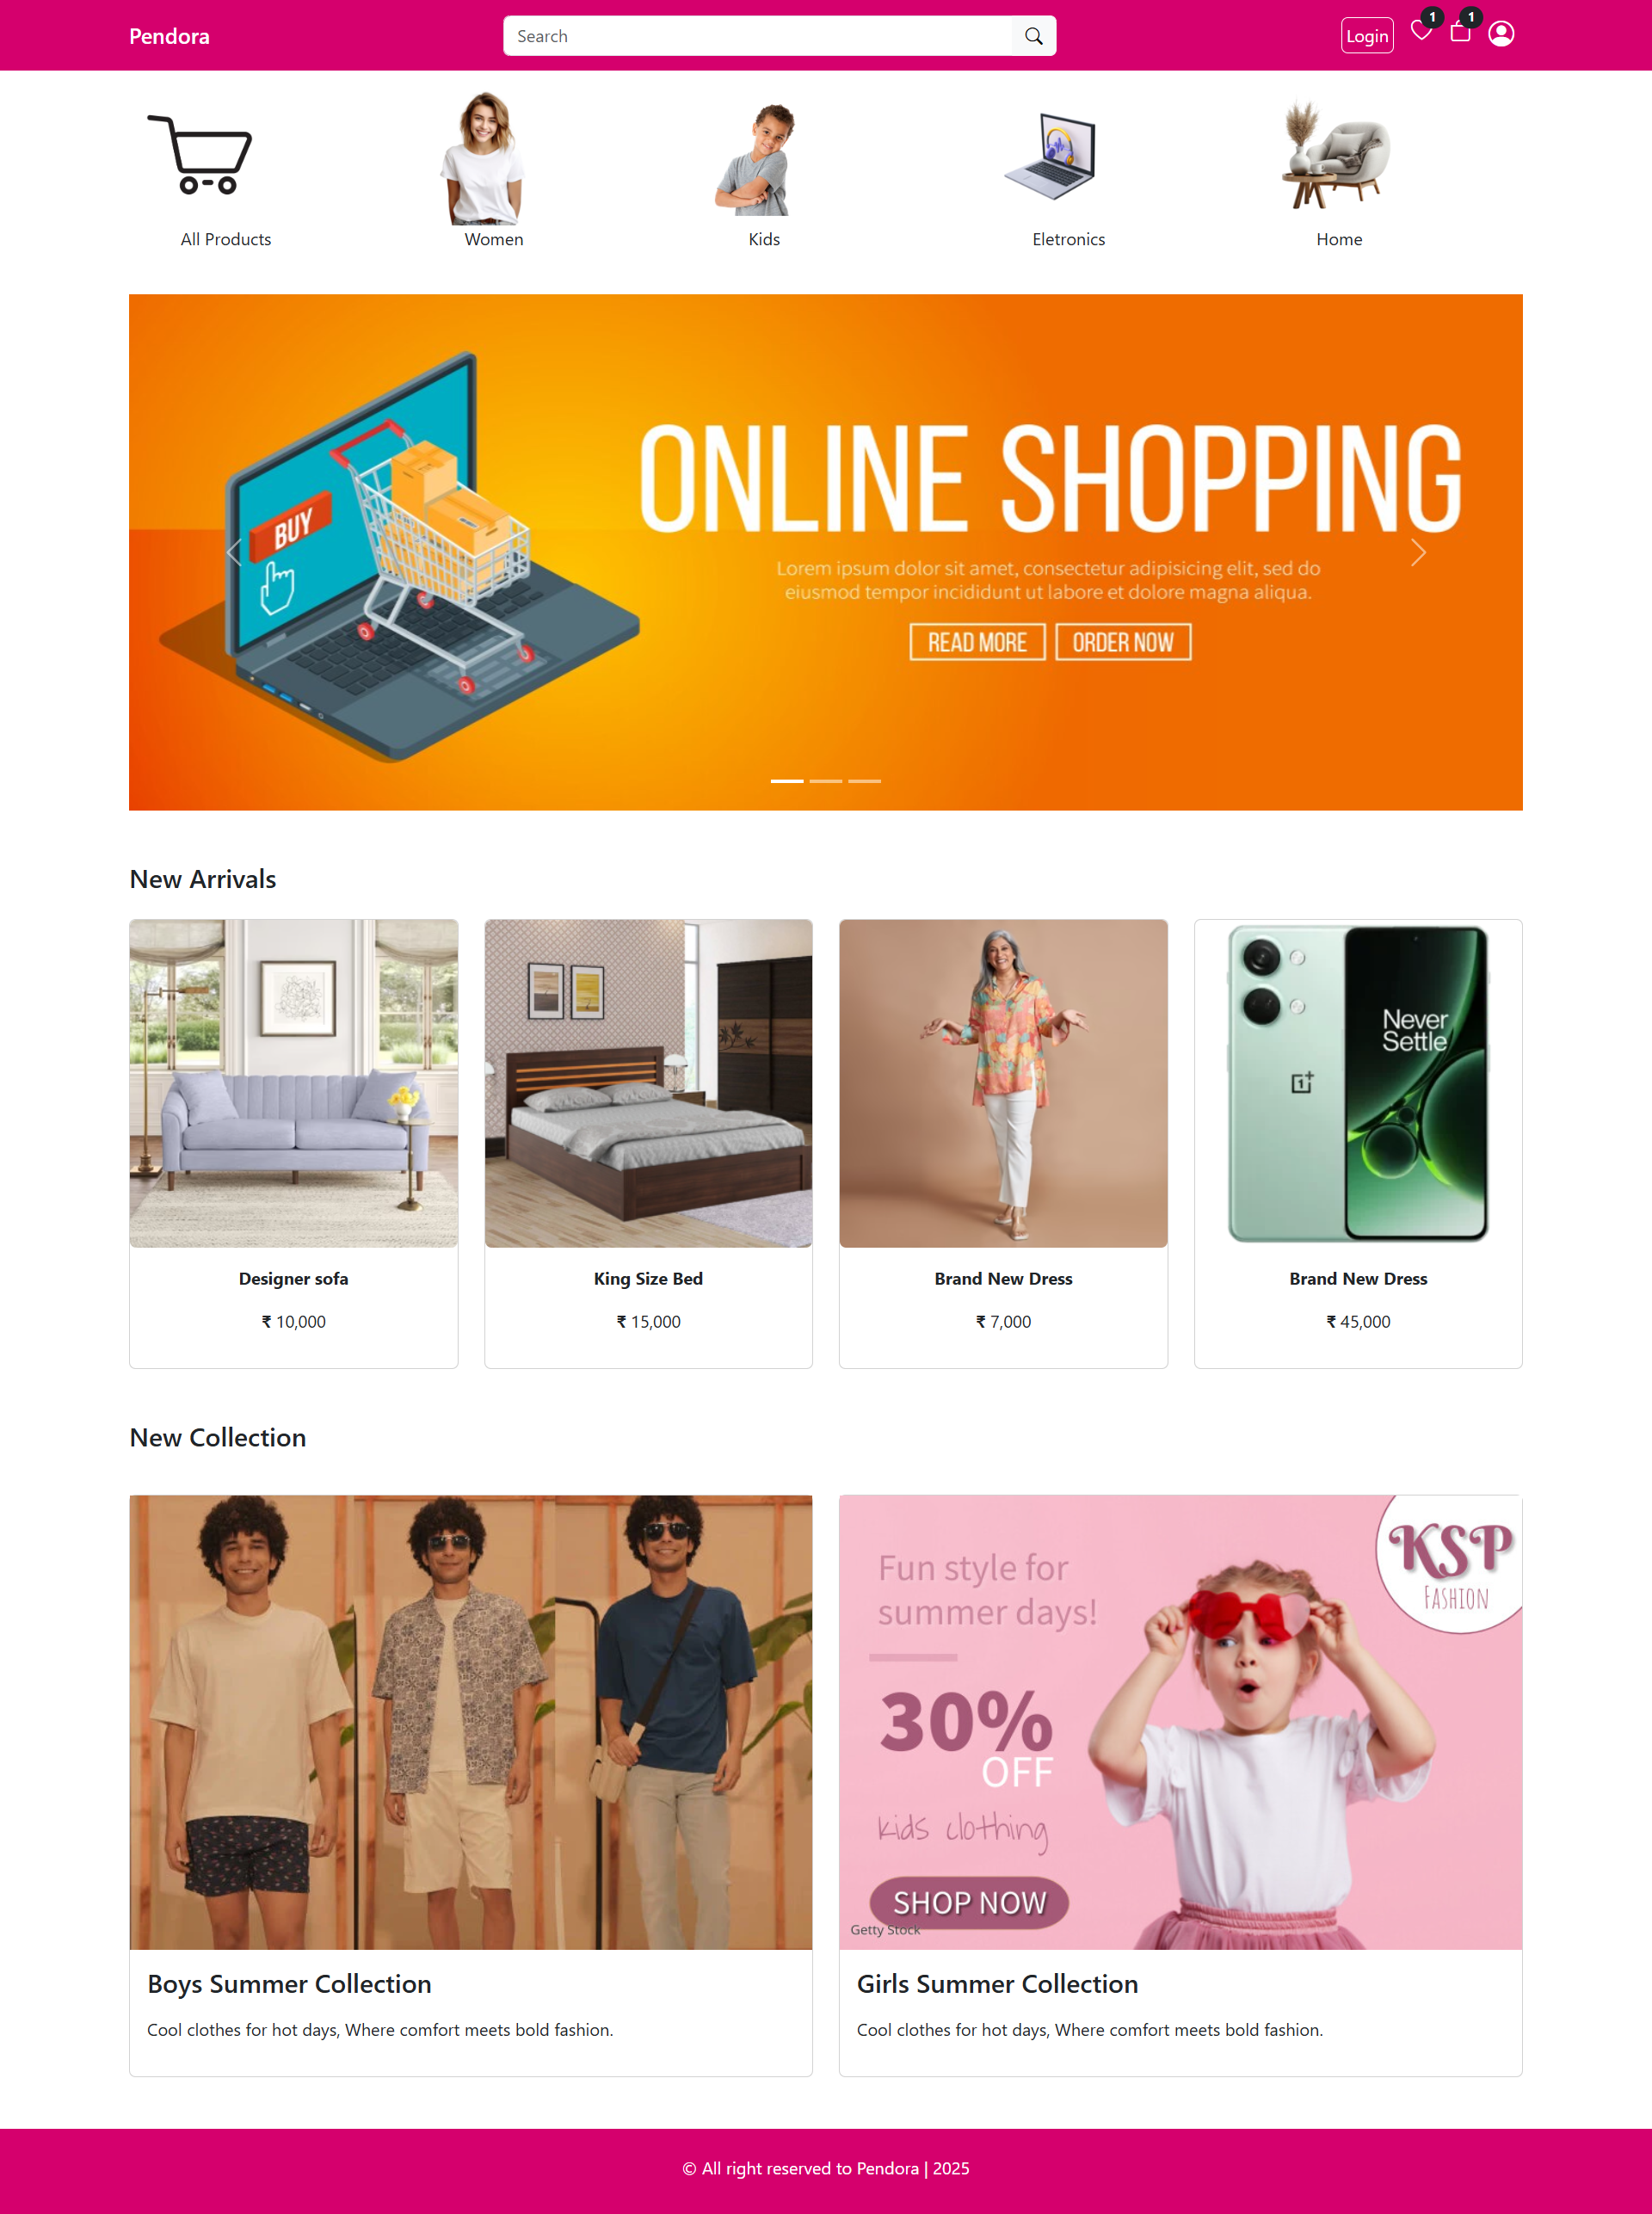 Pendora
Search
Login
1
1
All Products
Women
Kids
Eletronics
Home
BUY
ONLINE SHOPPING
Lorem ipsum dolor sit amet, consectetur adipisicing elit, sed do
eiusmod tempor incididunt ut labore et dolore magna aliqua.
READ MORE
ORDER NOW
New Arrivals
Never
Settle
1+
Designer sofa
King Size Bed
Brand New Dress
Brand New Dress
₹ 10,000
₹ 15,000
₹ 7,000
₹ 45,000
New Collection
KSP
FASHION
Fun style for
summer days!
30%
OFF
kids clothing
SHOP NOW
Getty Stock
Boys Summer Collection
Cool clothes for hot days, Where comfort meets bold fashion.
Girls Summer Collection
Cool clothes for hot days, Where comfort meets bold fashion.
© All right reserved to Pendora | 2025